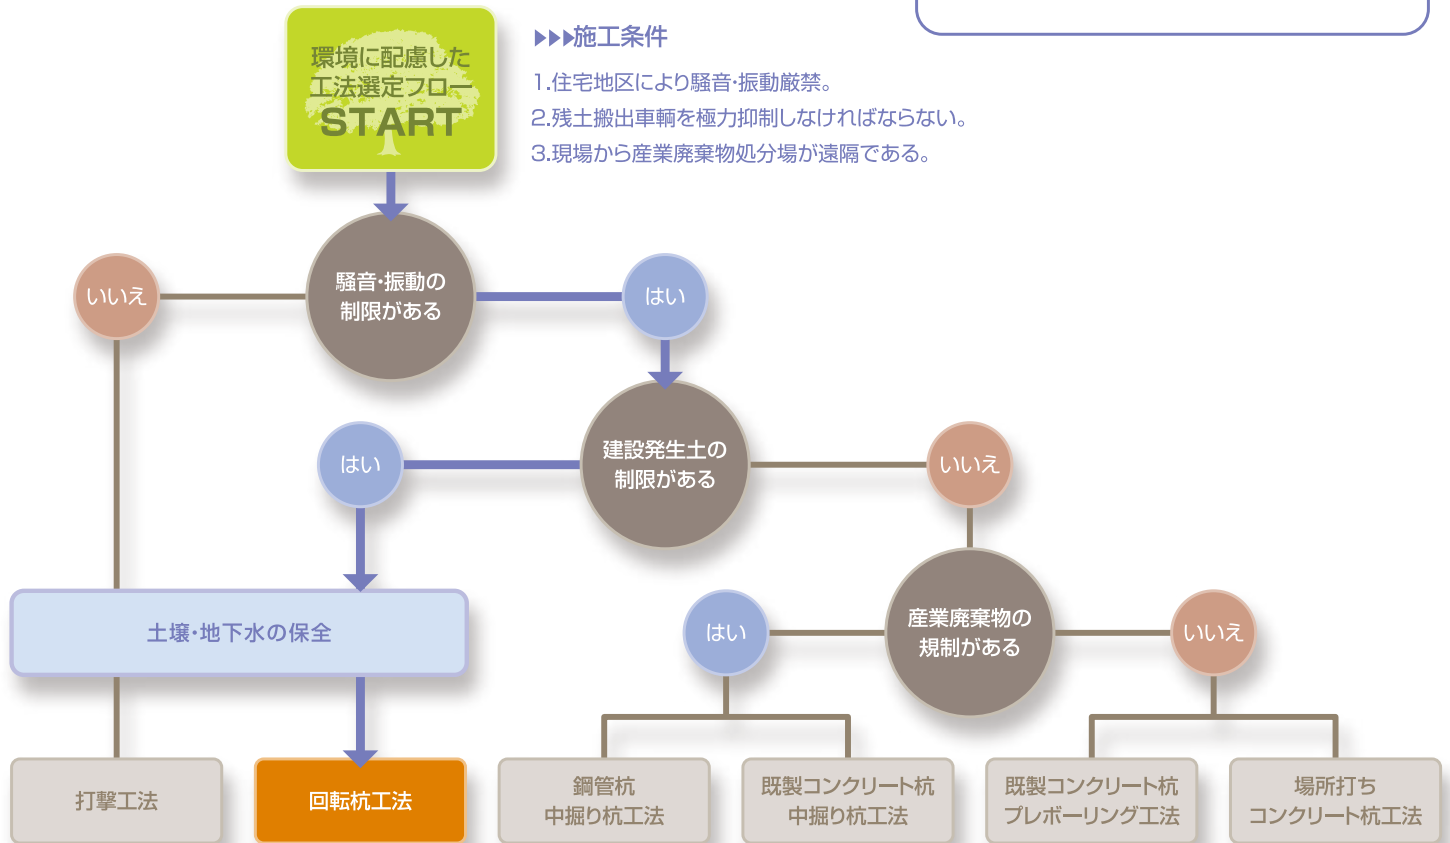 環境に配慮した
工法選定フロー
START
▶▶▶施工条件
1.住宅地区により騒音・振動厳禁。
2.残土搬出車輌を極力抑制しなければならない。
3.現場から産業廃棄物処分場が遠隔である。
いいえ
騒音・振動の
制限がある
はい
はい
建設発生土の
制限がある
いいえ
土壌・地下水の保全
はい
産業廃棄物の
規制がある
いいえ
打撃工法
回転杭工法
鋼管杭
中掘り杭工法
既製コンクリート杭
中掘り杭工法
既製コンクリート杭
プレボーリング工法
場所打ち
コンクリート杭工法